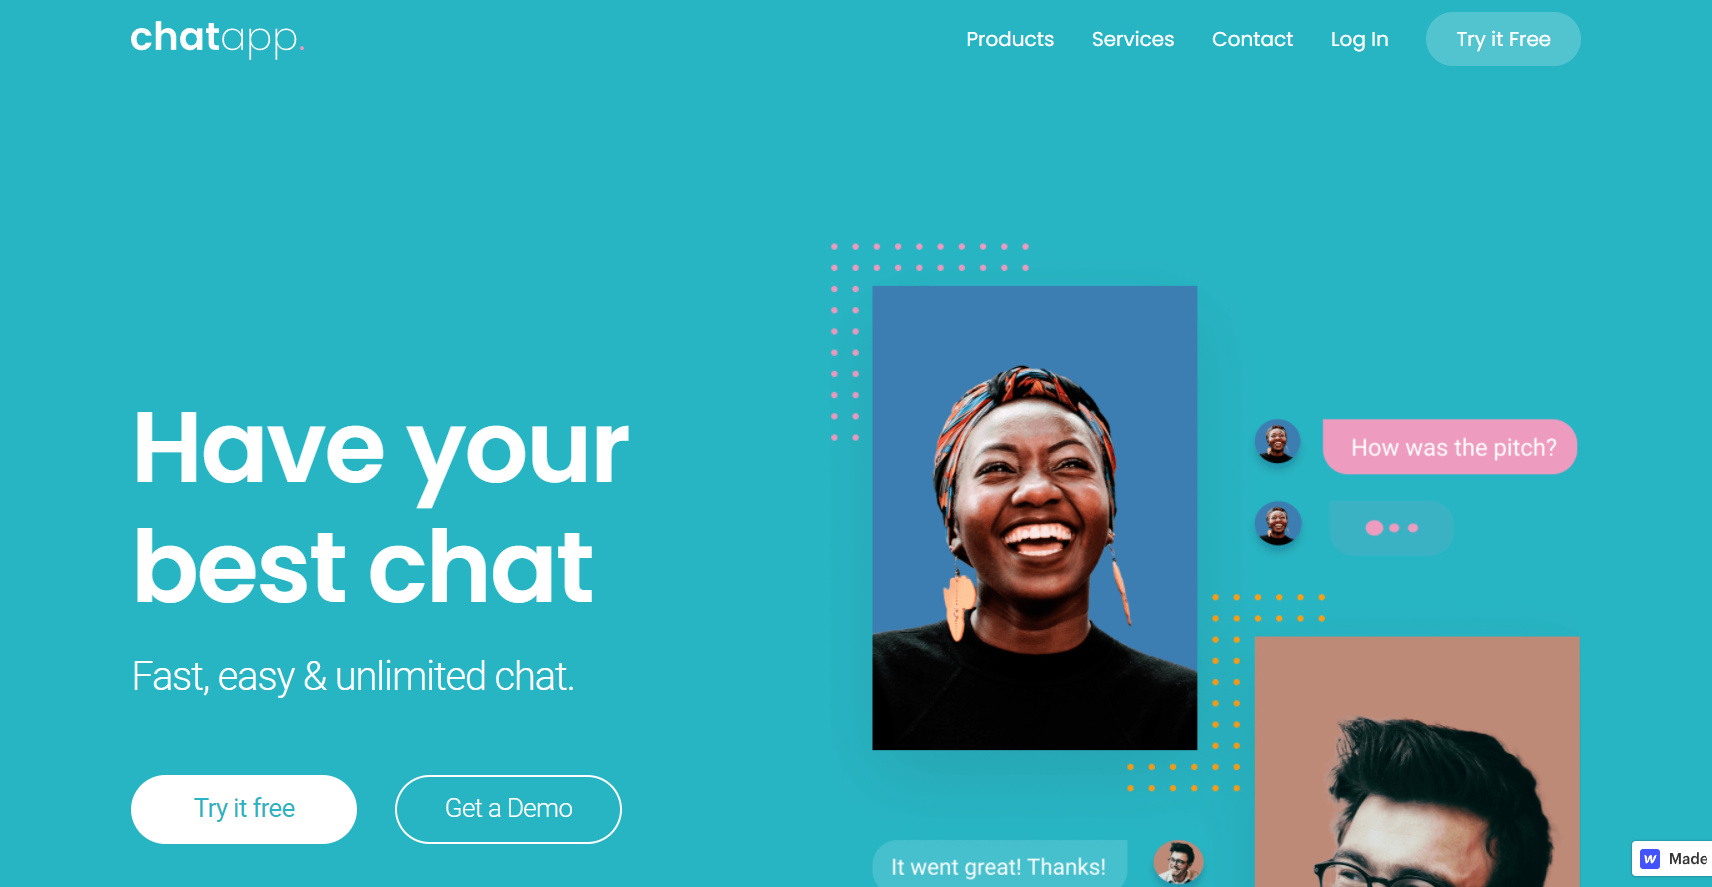 chatapp.
Products
Services
Contact
Log In
Try it Free
Have your
best chat
Fast, easy & unlimited chat.
Try it free
Get a Demo
How was the pitch?
It went great! Thanks!
W Made